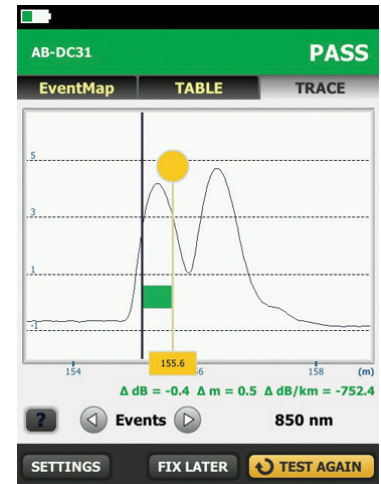 AB-DC31 PASS
EventMap TABLE TRACE
5
3
1
-1
154 155.6 6 158 (m)
Δ dB = -0.4 Δ m = 0.5 Δ dB/km = -752.4
? Events 850 nm
SETTINGS FIX LATER TEST AGAIN